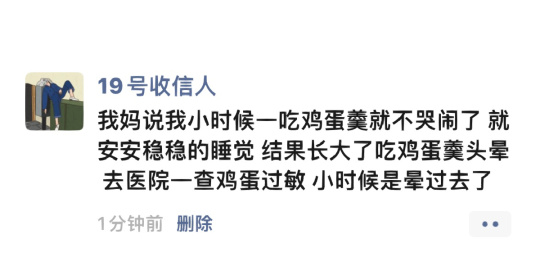 19号收信人
我妈说我小时候一吃鸡蛋羹就不哭闹了 就
安安稳稳的睡觉 结果长大了吃鸡蛋羹头晕
去医院一查鸡蛋过敏 小时候是晕过去了
1分钟前 删除